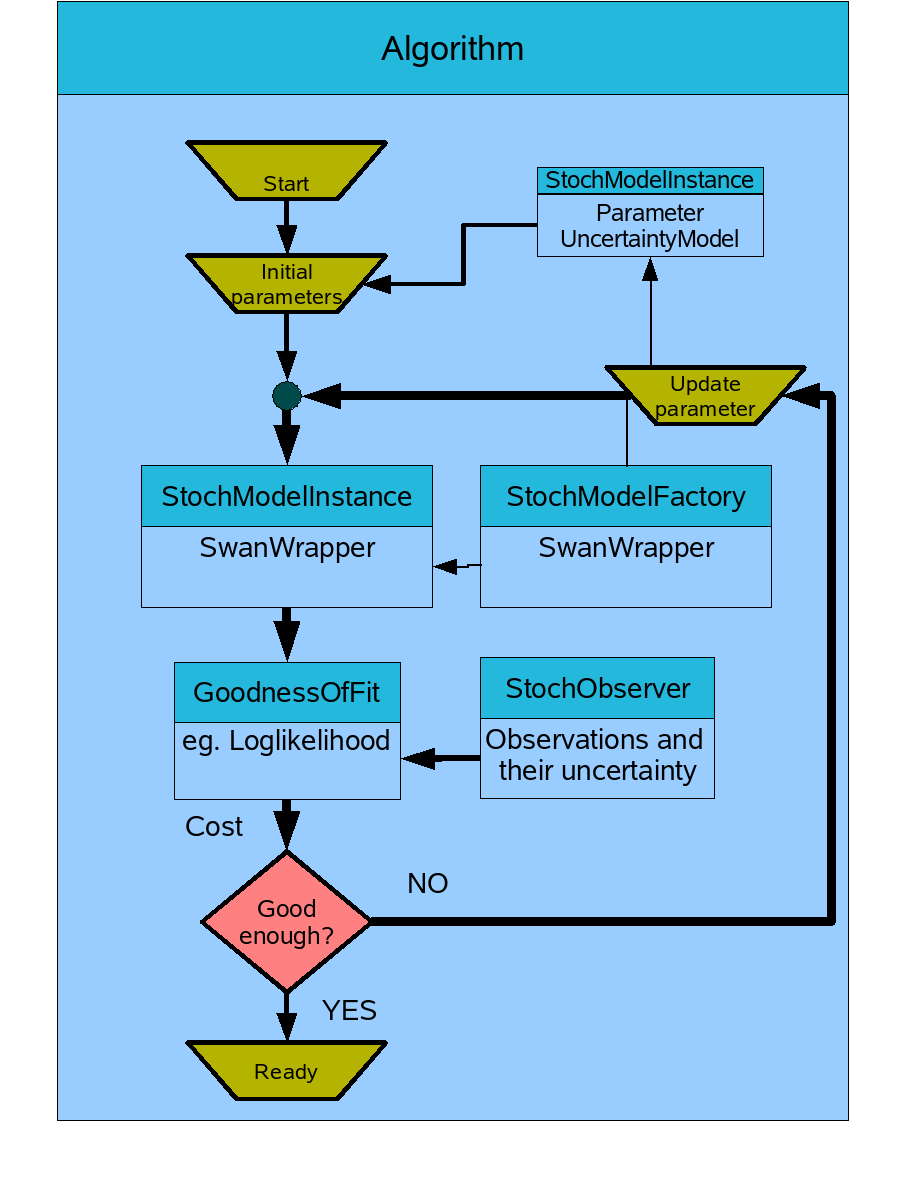 Algorithm
Start
StochModelInstance
Parameter
UncertaintyModel
Initial
parameters
Update
parameter
StochModelInstance
SwanWrapper
StochModelFactory
SwanWrapper
GoodnessOfFit
eg. Loglikelihood
StochObserver
Observations and
their uncertainty
Cost
NO
Good
enough?
YES
Ready